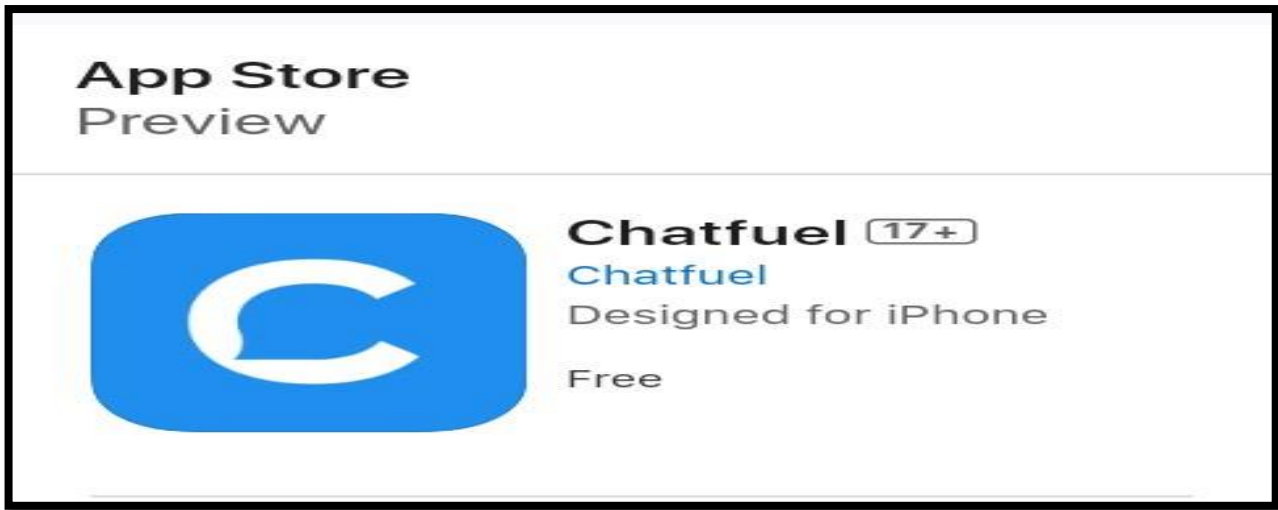 App Store
Preview
Chatfuel 17+
Chatfuel
Designed for iPhone
Free